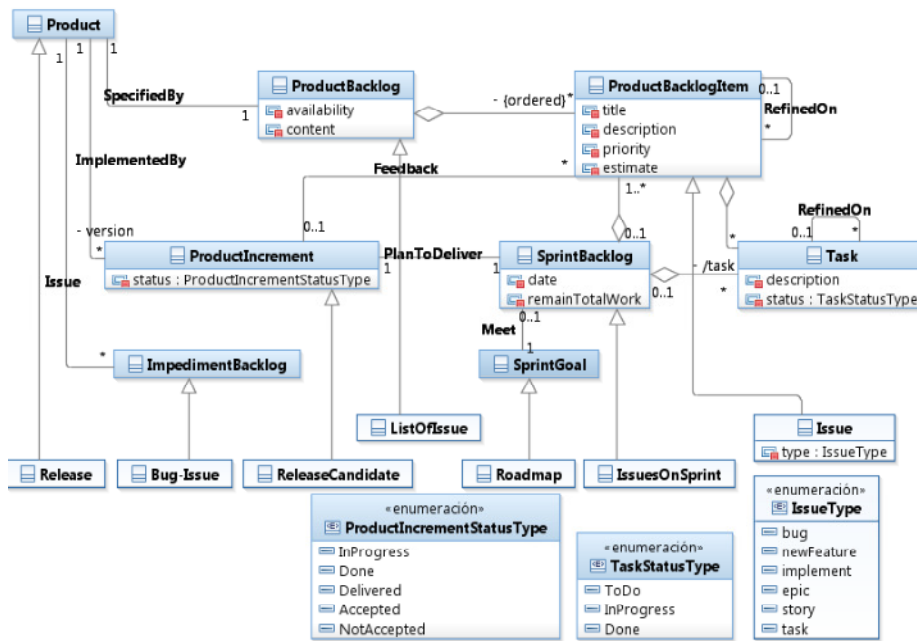 Product
1
1
1
1
SpecifiedBy
1
ProductBacklog
availability
content
- {ordered}
*
ProductBacklogItem
title
description
priority
estimate
0..1
RefinedOn
*
ImplementedBy
Feedback
*
0..1
1..*
0..1
- version
*
ProductIncrement
status : ProductIncrementStatusType
1
PlanToDeliver
1
SprintBacklog
date
remainTotalWork
0..1
- /task
*
*
RefinedOn
0..1
*
Task
description
status : TaskStatusType
Issue
*
ImpedimentBacklog
Meet
0..1
1
SprintGoal
ListOfIssue
Issue
type : IssueType
Release
Bug-Issue
ReleaseCandidate
Roadmap
IssuesOnSprint
«enumeración»
ProductIncrementStatusType
InProgress
Done
Delivered
Accepted
NotAccepted
«enumeración»
TaskStatusType
ToDo
InProgress
Done
«enumeración»
IssueType
bug
newFeature
implement
epic
story
task